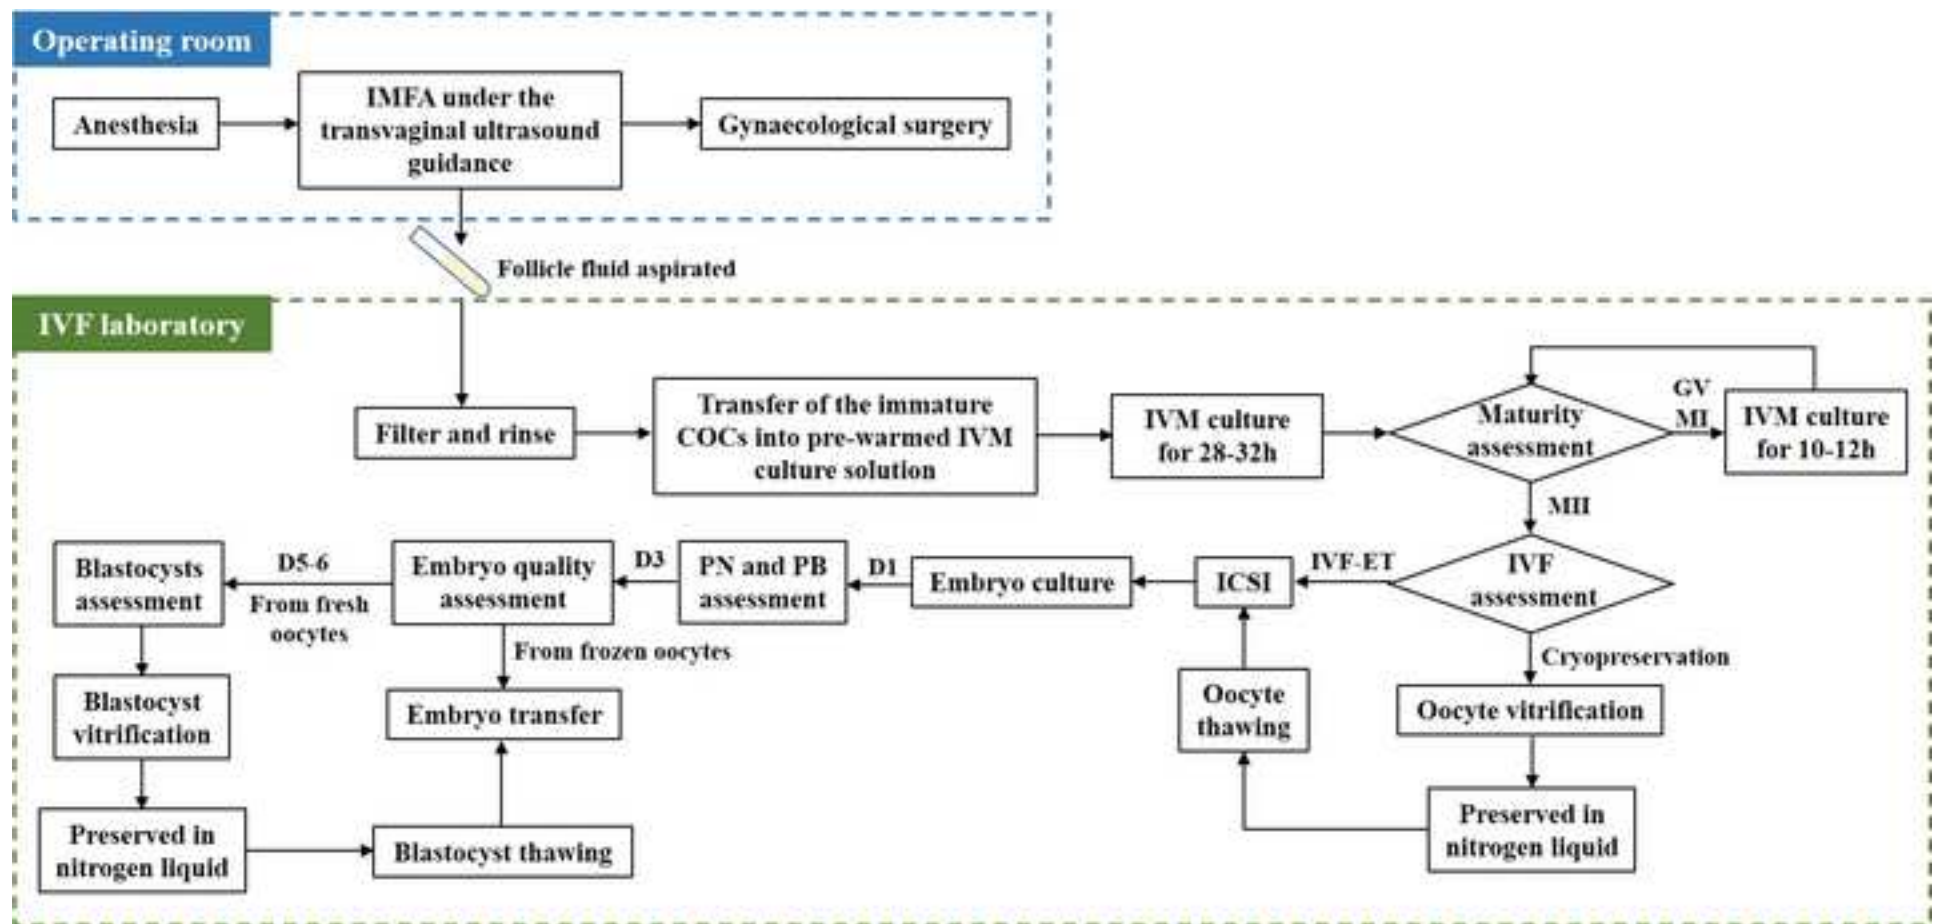 Operating room
Anesthesia
IMFA under the
transvaginal ultrasound
guidance
Gynaecological surgery
Follicle fluid aspirated
IVF laboratory
Filter and rinse
Transfer of the immature
COCs into pre-warmed IVM
culture solution
IVM culture
for 28-32h
Maturity
assessment
GV
MI
IVM culture
for 10-12h
MII
IVF
assessment
IVF-ET
ICSI
Embryo culture
D1
PN and PB
assessment
D3
Embryo quality
assessment
D5-6
From fresh
oocytes
Blastocysts
assessment
From frozen oocytes
Cryopreservation
Blastocyst
vitrification
Embryo transfer
Oocyte
thawing
Oocyte vitrification
Preserved in
nitrogen liquid
Blastocyst thawing
Preserved in
nitrogen liquid